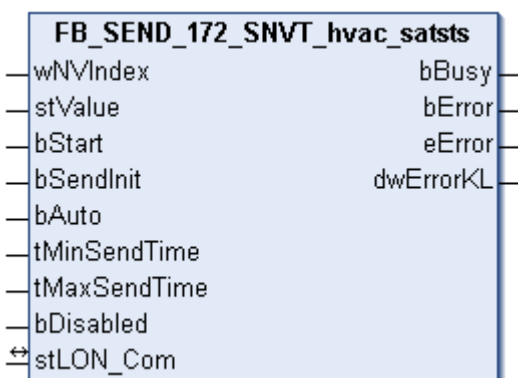 FB_SEND_172_SNVT_hvac_satsts
wNVIndex bBusy
stValue bError
bStart eError
bSendInit dwErrorKL
bAuto
tMinSendTime
tMaxSendTime
bDisabled
stLON_Com